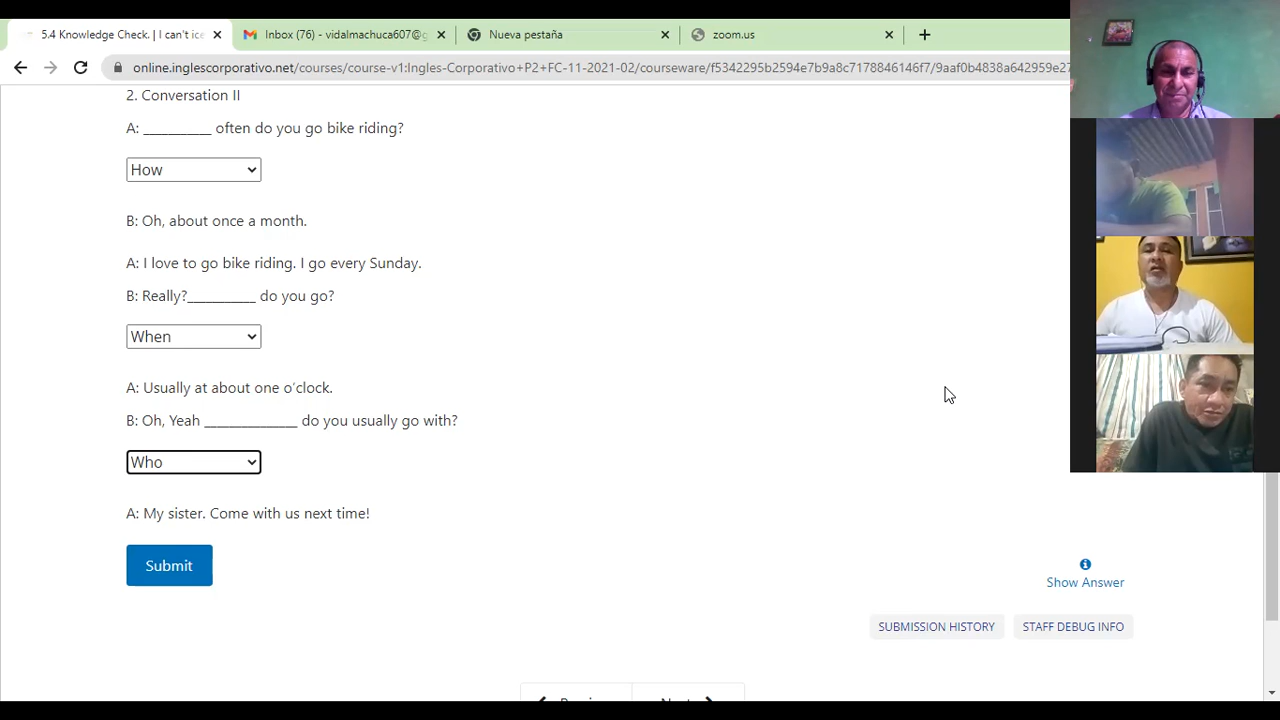 5.4 Knowledge Check. | I can't ice
Inbox (76) - vidalmachuca607@g
Nueva pestaña
zoom.us
online.inglescorporativo.net/courses/course-v1:Ingles-Corporativo+P2+FC-11-2021-02/courseware/f5342295b2594e7b9a8c7178846146f7/9aaf0b4838a642959e27
2. Conversation II
A: ___________ often do you go bike riding?
How
B: Oh, about once a month.
A: I love to go bike riding. I go every Sunday.
B: Really?___________ do you go?
When
A: Usually at about one o'clock.
B: Oh, Yeah _______________ do you usually go with?
Who
A: My sister. Come with us next time!
Submit
Show Answer
SUBMISSION HISTORY
STAFF DEBUG INFO